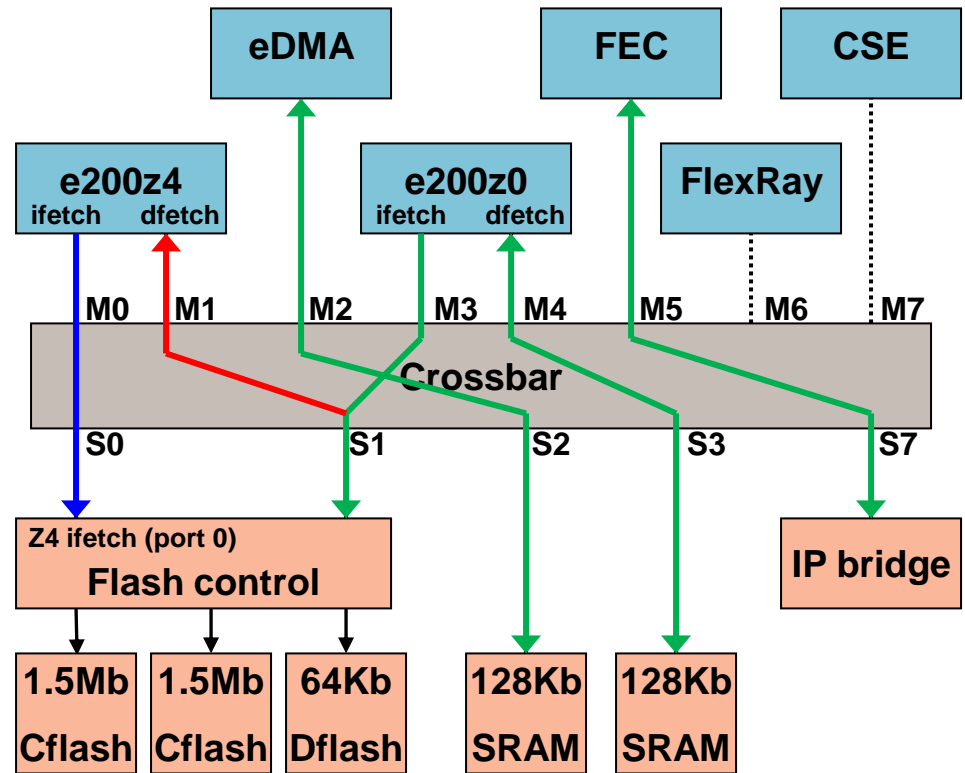 eDMA
FEC
CSE
e200z4
ifetch dfetch
e200z0
ifetch dfetch
FlexRay
M0 M1 M2 M3 M4 M5 M6 M7
Crossbar
S0 S1 S2 S3 S7
Z4 ifetch (port 0)
Flash control
IP bridge
1.5Mb
Cflash
1.5Mb
Cflash
64Kb
Dflash
128Kb
SRAM
128Kb
SRAM